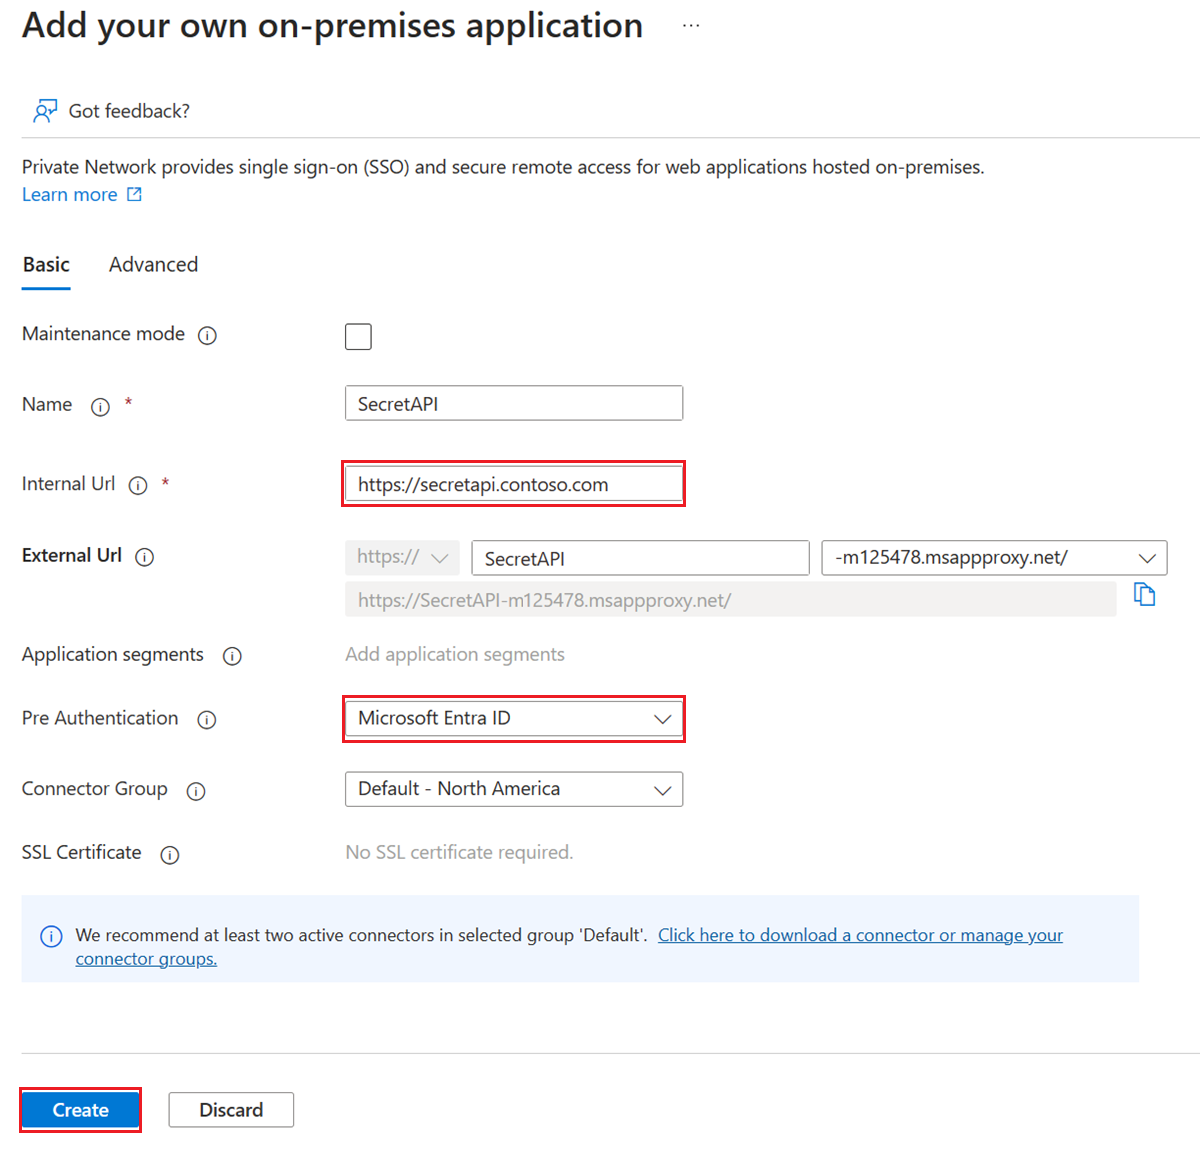 Add your own on-premises application ...
Got feedback?
Private Network provides single sign-on (SSO) and secure remote access for web applications hosted on-premises.
Learn more
Basic Advanced
Maintenance mode
Name *
SecretAPI
Internal Url *
https://secretapi.contoso.com
External Url
https:// SecretAPI -m125478.msappproxy.net/
https://SecretAPI-m125478.msappproxy.net/
Application segments
Add application segments
Pre Authentication
Microsoft Entra ID
Connector Group
Default - North America
SSL Certificate
No SSL certificate required.
We recommend at least two active connectors in selected group 'Default'. Click here to download a connector or manage your
connector groups.
Create Discard